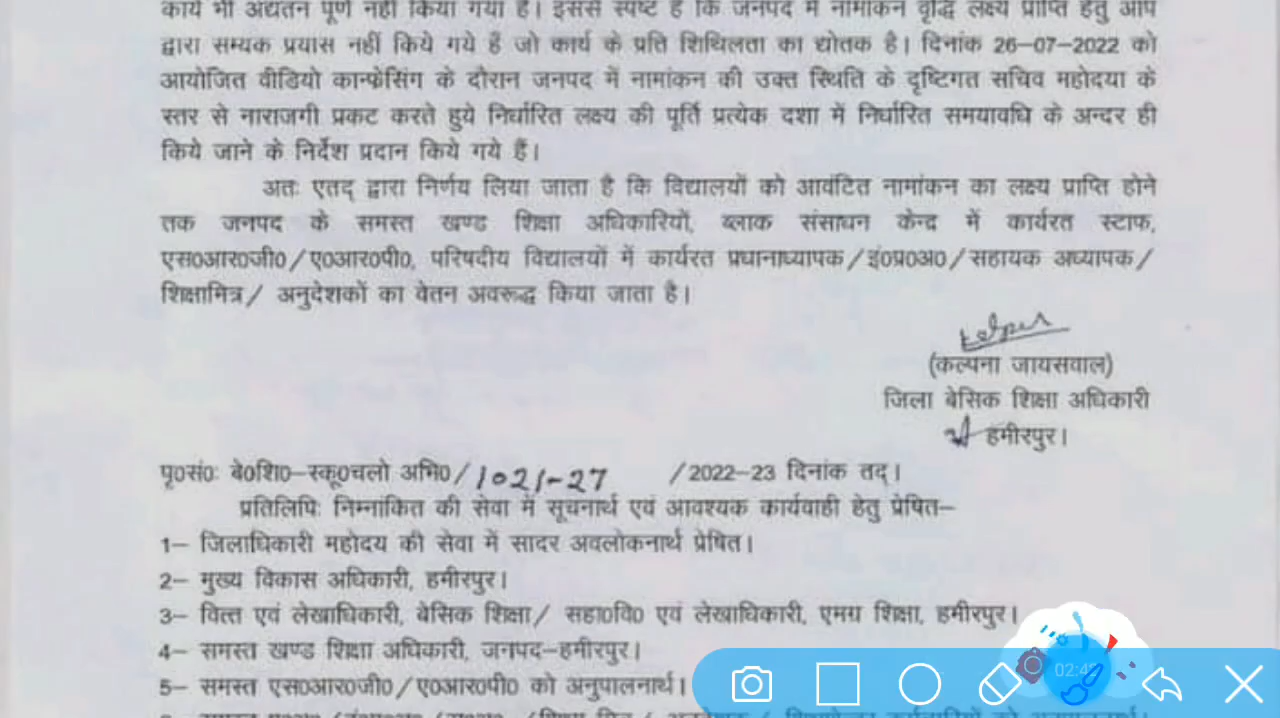 कार्य भी अद्यतन पूर्ण नहीं किया गया है। इससे स्पष्ट है कि जनपद में नामांकन वृद्धि लक्ष्य प्राप्ति हेतु आप
द्वारा सम्यक प्रयास नहीं किये गये हैं जो कार्य के प्रति शिथिलता का द्योतक है। दिनांक 26-07-2022 को
आयोजित वीडियो कान्फ्रेंसिंग के दौरान जनपद में नामांकन की उक्त स्थिति के दृष्टिगत सचिव महोदया के
स्तर से नाराजगी प्रकट करते हुये निर्धारित लक्ष्य की पूर्ति प्रत्येक दशा में निर्धारित समयावधि के अन्दर ही
किये जाने के निर्देश प्रदान किये गये हैं।
अतः एतद् द्वारा निर्णय लिया जाता है कि विद्यालयों को आवंटित नामांकन का लक्ष्य प्राप्ति होने
तक जनपद के समस्त खण्ड शिक्षा अधिकारियों, ब्लाक संसाधन केन्द्र में कार्यरत स्टाफ,
एस0आर0जी0/ए0आर0पी0, परिषदीय विद्यालयों में कार्यरत प्रधानाध्यापक/इं0प्र0अ0/सहायक अध्यापक/
शिक्षामित्र/ अनुदेशकों का वेतन अवरूद्ध किया जाता है।
(कल्पना जायसवाल)
जिला बेसिक शिक्षा अधिकारी
हमीरपुर।
पृ0सं0: बे0शि0-स्कू0चलो अभि0/1021-27 /2022-23 दिनांक तद्।
प्रतिलिपिः निम्नांकित की सेवा में सूचनार्थ एवं आवश्यक कार्यवाही हेतु प्रेषित-
1- जिलाधिकारी महोदय की सेवा में सादर अवलोकनार्थ प्रेषित।
2- मुख्य विकास अधिकारी, हमीरपुर।
3- वित्त एवं लेखाधिकारी, बेसिक शिक्षा/ सहा0वि0 एवं लेखाधिकारी, एमग्र शिक्षा, हमीरपुर।
4- समस्त खण्ड शिक्षा अधिकारी, जनपद-हमीरपुर।
5- समस्त एस0आर0जी0/ए0आर0पी0 को अनुपालनार्थ।